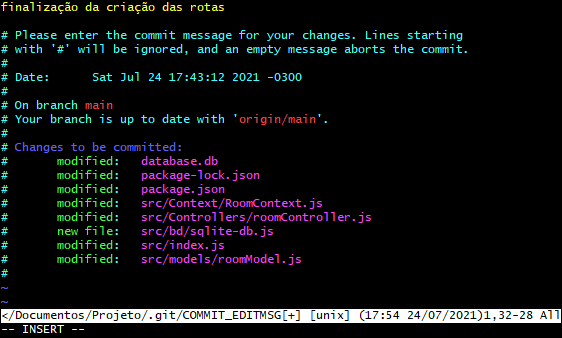 finalização da criação das rotas
# Please enter the commit message for your changes. Lines starting
# with '#' will be ignored, and an empty message aborts the commit.
#
# Date:      Sat Jul 24 17:43:12 2021 -0300
#
# On branch main
# Your branch is up to date with 'origin/main'.
#
# Changes to be committed:
#       modified:   database.db
#       modified:   package-lock.json
#       modified:   package.json
#       modified:   src/Context/RoomContext.js
#       modified:   src/Controllers/roomController.js
#       new file:   src/bd/sqlite-db.js
#       modified:   src/index.js
#       modified:   src/models/roomModel.js
#
~
~
</Documentos/Projeto/.git/COMMIT_EDITMSG[+] [unix] (17:54 24/07/2021)1,32-28 All
-- INSERT --